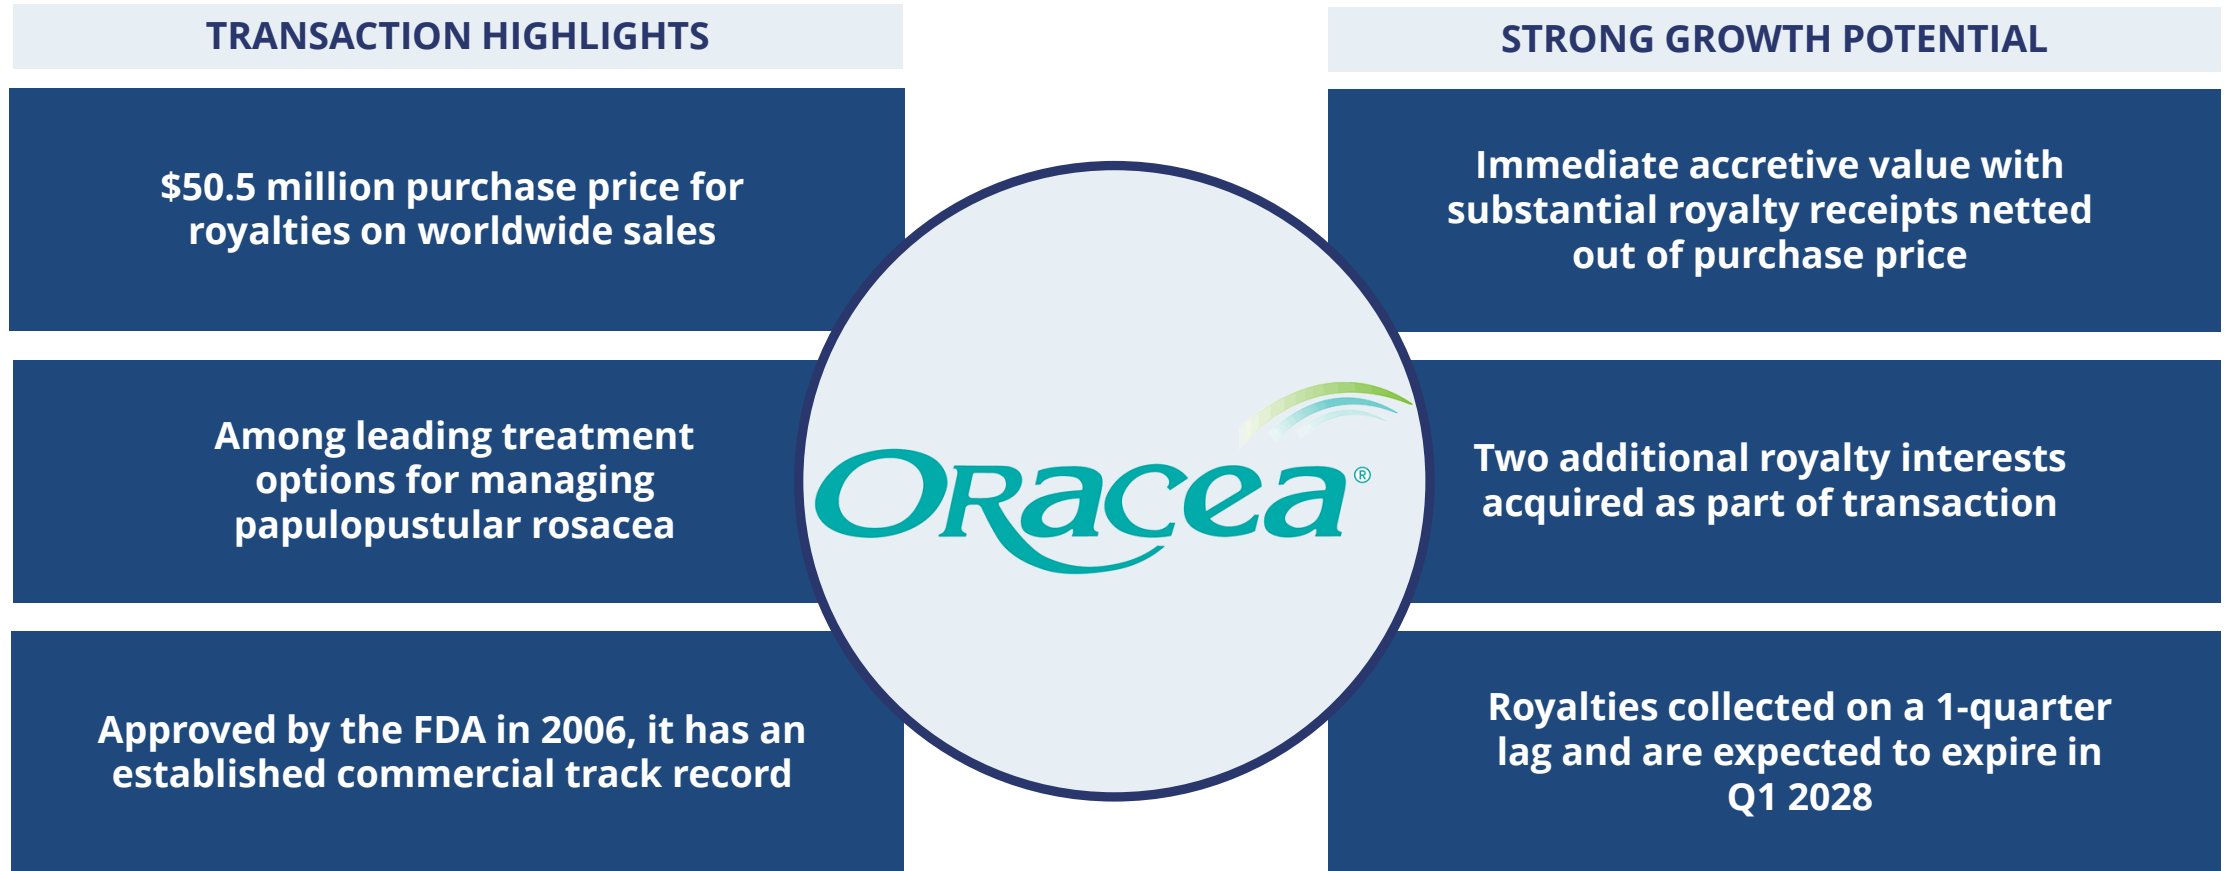 TRANSACTION HIGHLIGHTS
$50.5 million purchase price for
royalties on worldwide sales
Among leading treatment
options for managing
papulopustular rosacea
Approved by the FDA in 2006, it has an
established commercial track record
ORacea®
STRONG GROWTH POTENTIAL
Immediate accretive value with
substantial royalty receipts netted
out of purchase price
Two additional royalty interests
acquired as part of transaction
Royalties collected on a 1-quarter
lag and are expected to expire in
Q1 2028